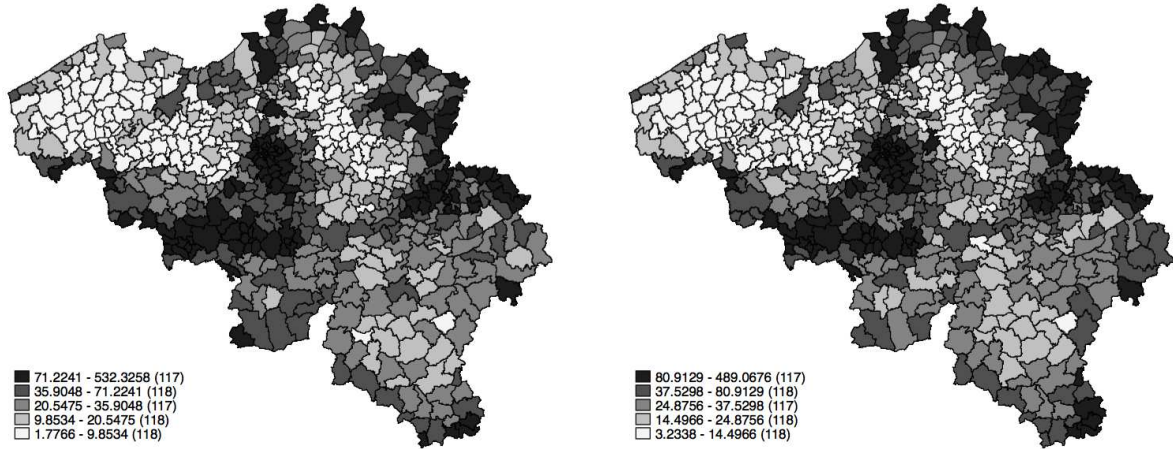 71.2241 - 532.3258 (117)
35.9048 - 71.2241 (118)
20.5475 - 35.9048 (117)
9.8534 - 20.5475 (118)
1.7766 - 9.8534 (118)
80.9129 - 489.0676 (117)
37.5298 - 80.9129 (118)
24.8756 - 37.5298 (117)
14.4966 - 24.8756 (118)
3.2338 - 14.4966 (118)